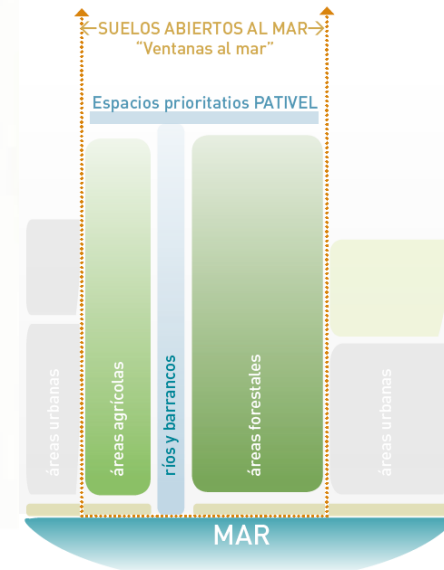 SUELOS ABIERTOS AL MAR
“Ventanas al mar”
Espacios prioritatios PATIVEL
áreas urbanas
áreas agrícolas
ríos y barrancos
áreas forestales
áreas urbanas
MAR